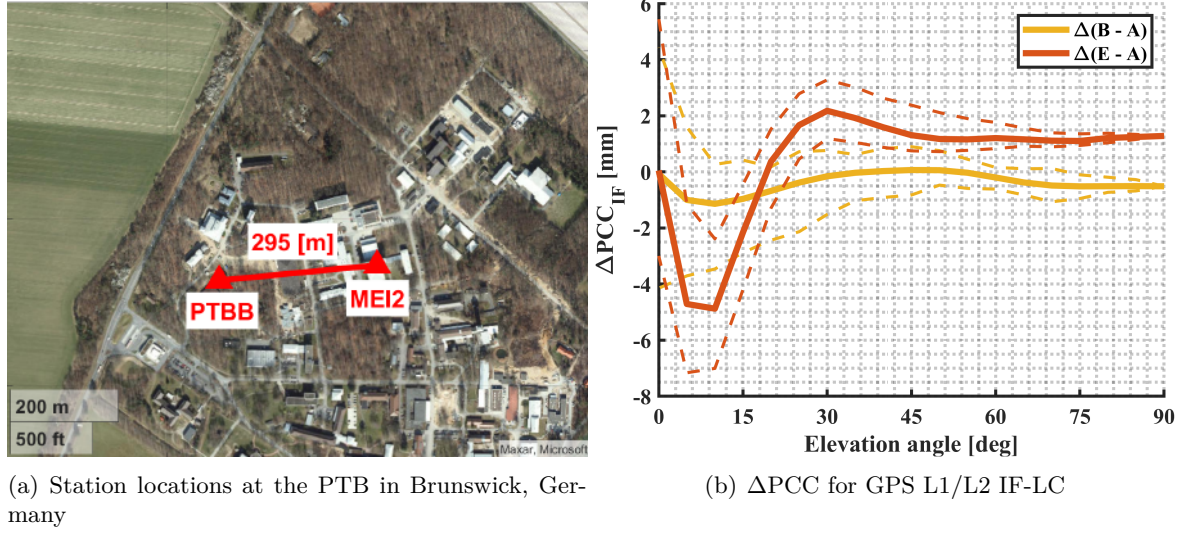 295 [m]
PTBB
MEI2
200 m
500 ft
Maxar, Microsoft
6
4
2
0
-2
-4
-6
-8
ΔPCC_IF [mm]
Δ(B - A)
Δ(E - A)
0 15 30 45 60 75 90
Elevation angle [deg]
(a) Station locations at the PTB in Brunswick, Ger-
many
(b) ΔPCC for GPS L1/L2 IF-LC